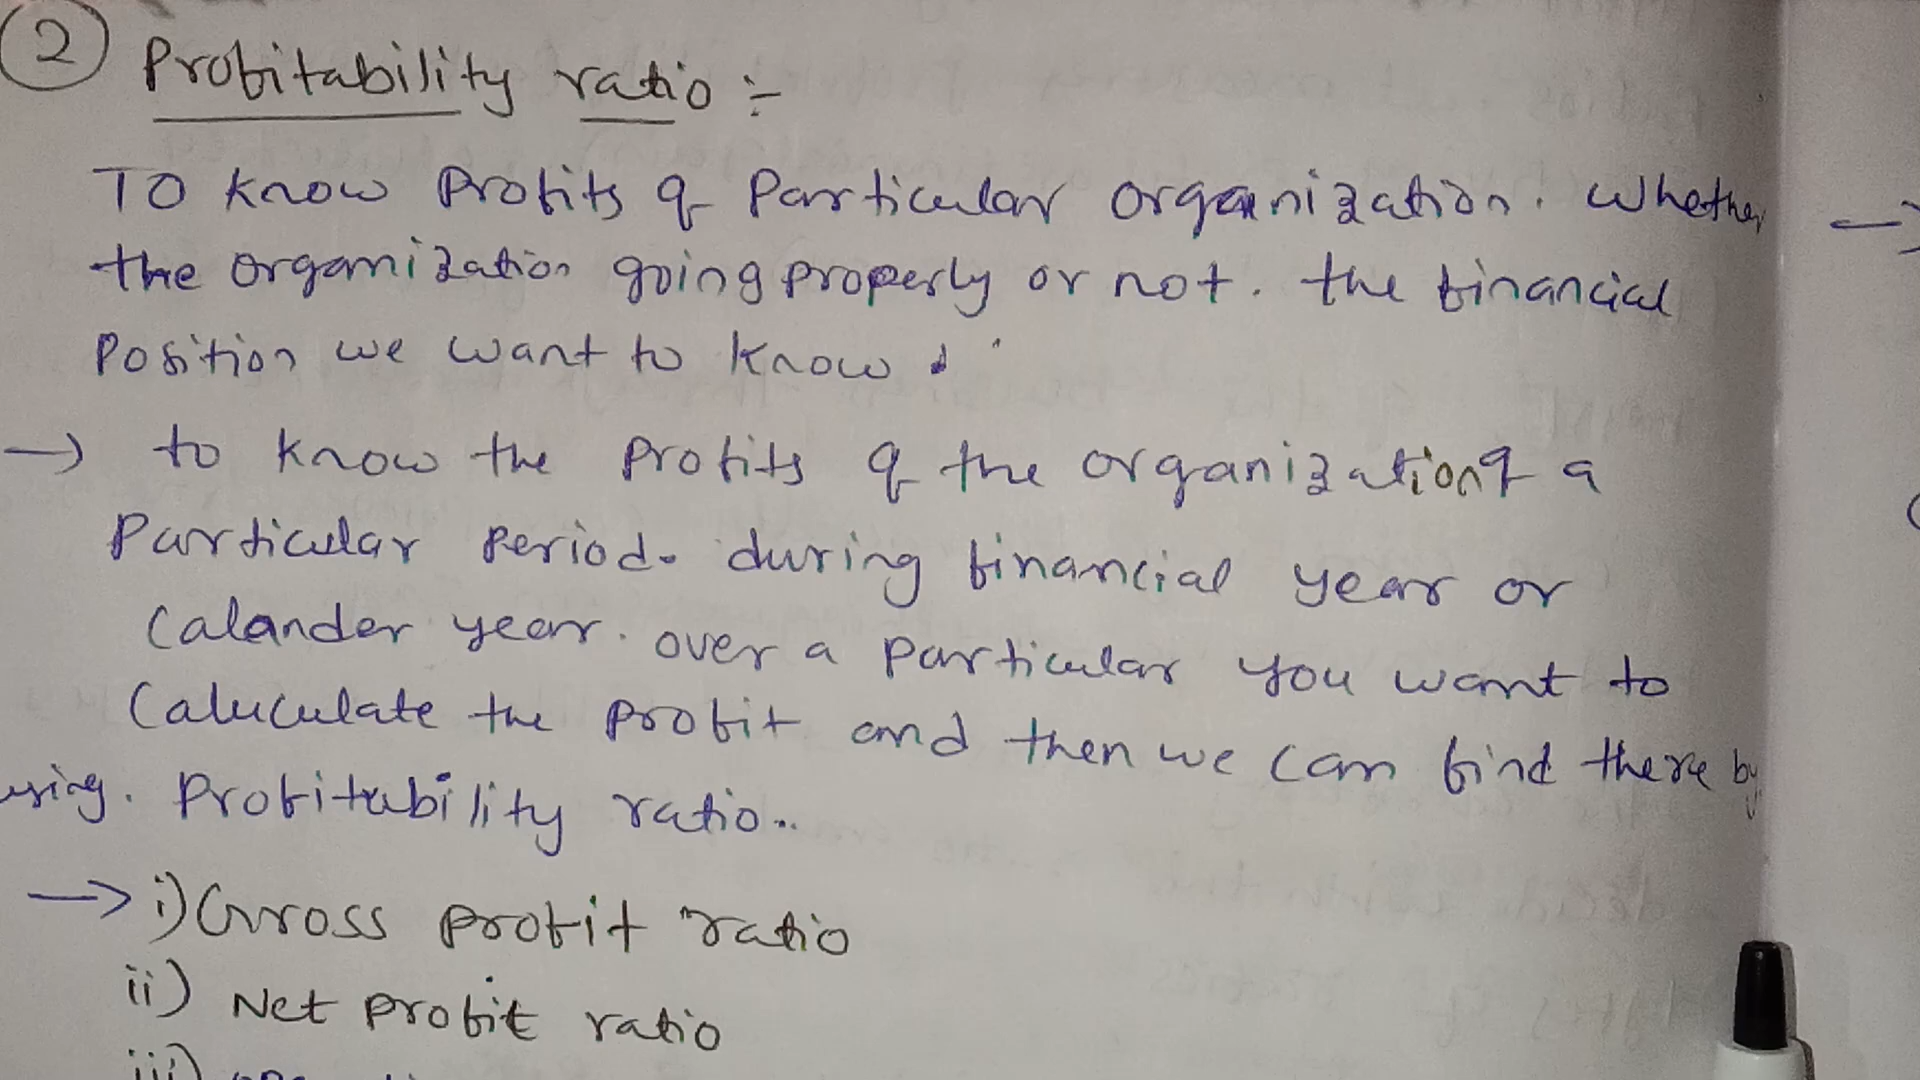 2 Profitability ratio :-
To know Profits of Particular organization. Whether
the organization going properly or not. the financial
Position we want to know.
→ to know the profits of the organization of a
Particular Period. during financial year or
Calander year. over a particular you want to
Caluculate the profit and then we can find there by
using. Profitability ratio..
→ i) Gross profit ratio
ii) Net profit ratio
iii)